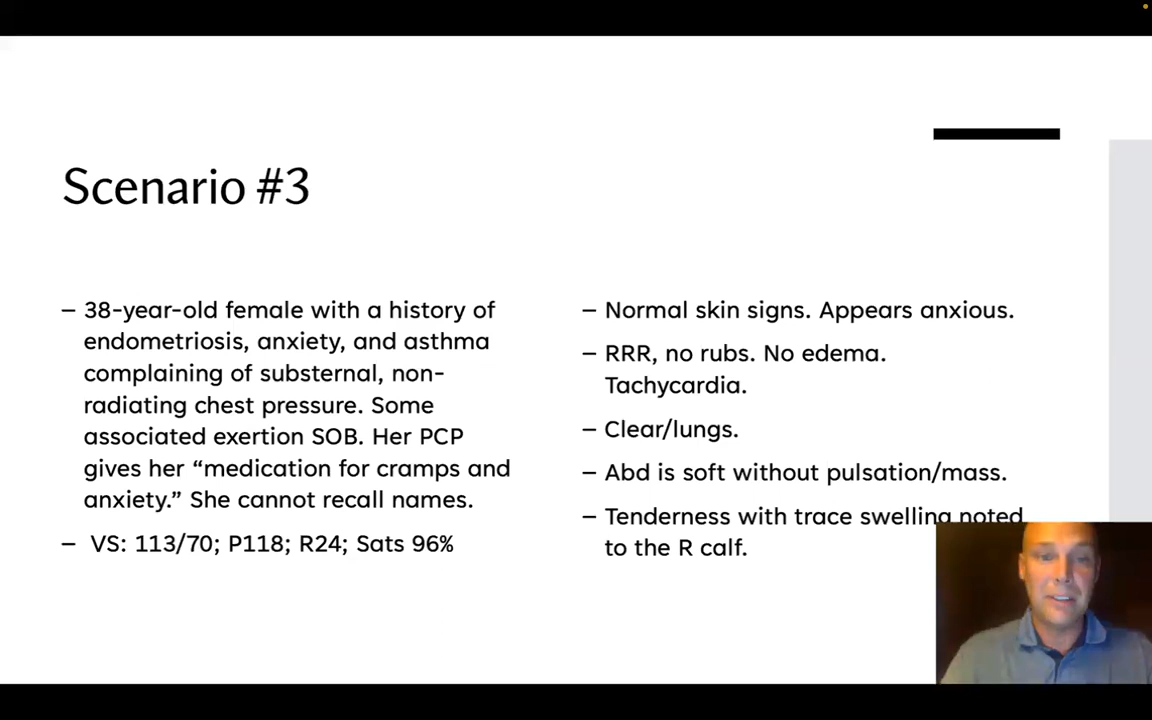 Scenario #3
– 38-year-old female with a history of
endometriosis, anxiety, and asthma
complaining of substernal, non-
radiating chest pressure. Some
associated exertion SOB. Her PCP
gives her “medication for cramps and
anxiety.” She cannot recall names.
– VS: 113/70; P118; R24; Sats 96%
– Normal skin signs. Appears anxious.
– RRR, no rubs. No edema.
Tachycardia.
– Clear/lungs.
– Abd is soft without pulsation/mass.
– Tenderness with trace swelling noted
to the R calf.